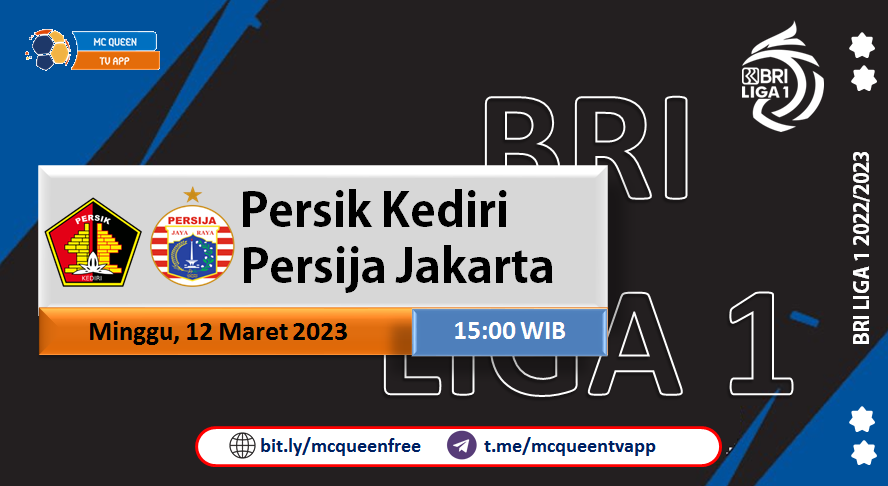 MC QUEEN
TV APP
BRI
LIGA 1
BRI
LIGA 1
PERSIK
KEDIRI
PERSIJA
JAYA RAYA
Persik Kediri
Persija Jakarta
Minggu, 12 Maret 2023
15:00 WIB
BRI LIGA 1 2022/2023
bit.ly/mcqueenfree
t.me/mcqueentvapp